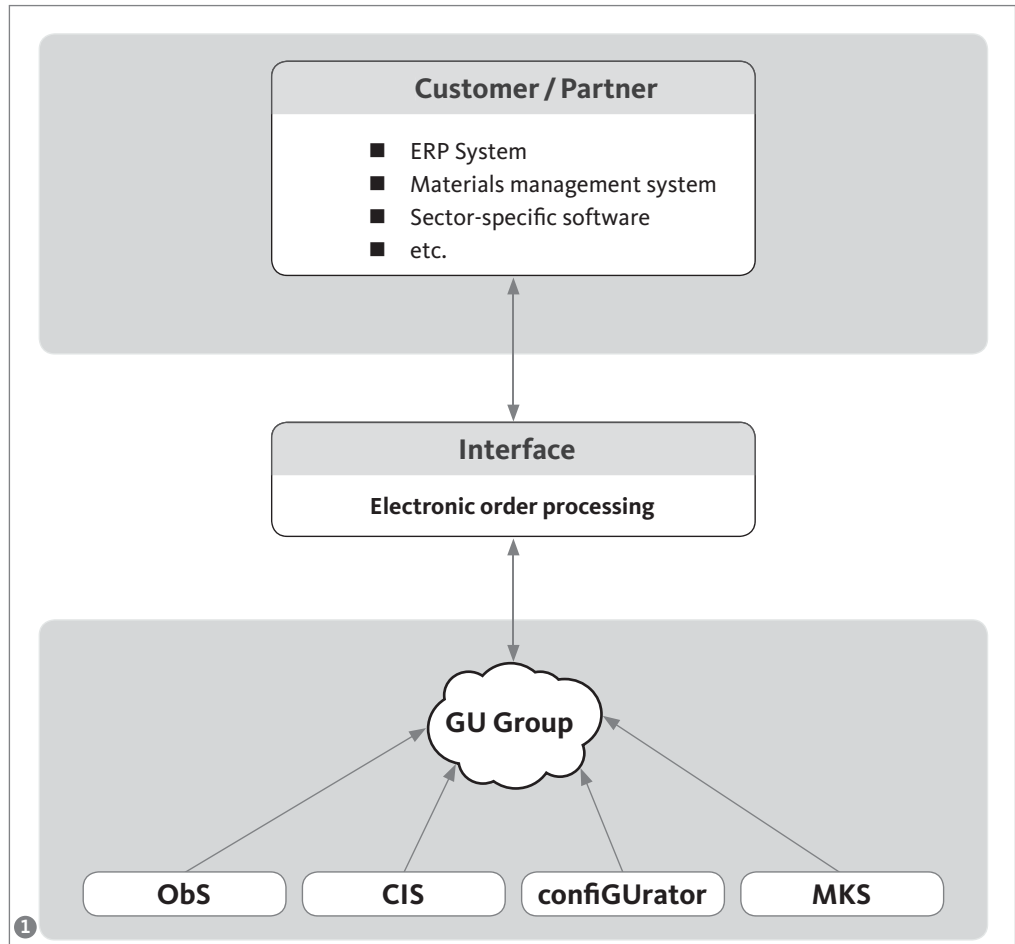 Customer / Partner
■ ERP System
■ Materials management system
■ Sector-specific software
■ etc.
Interface
Electronic order processing
GU Group
ObS
CIS
confiGUrator
MKS
1